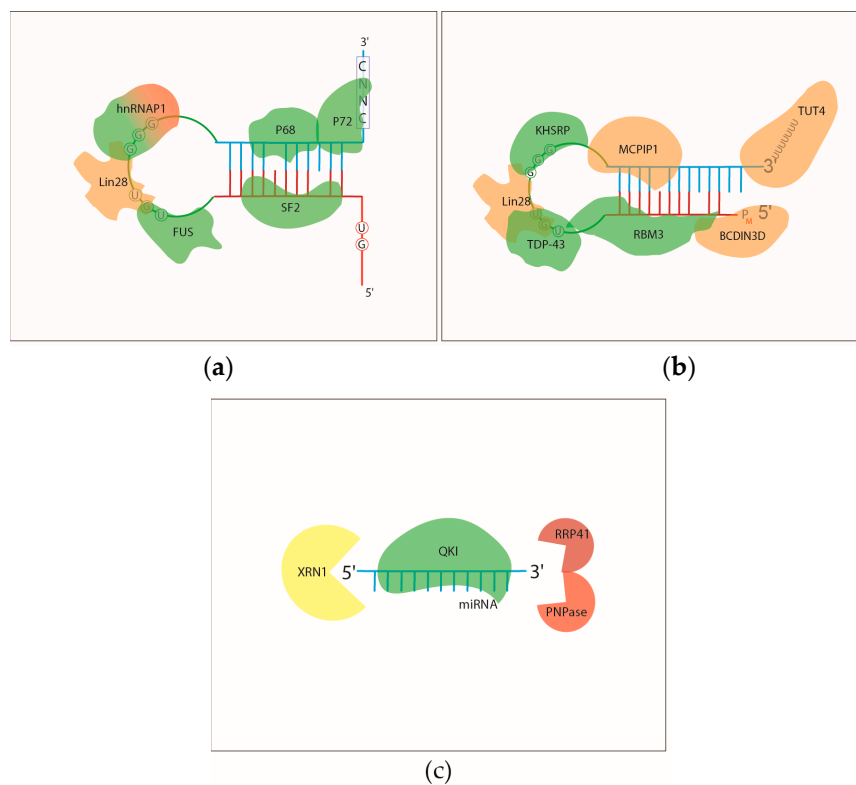 3'
C
N
N
C
hnRNAP1
G
G
G
P68
P72
Lin28
U
G
U
SF2
FUS
U
G
5'
(a)
TUT4
UUUUUUU
KHSRP
MCPIP1
3'
G
G
G
Lin28
U
G
U
P
M
5'
TDP-43
RBM3
BCDIN3D
(b)
RRP41
QKI
XRN1
5'
3'
miRNA
PNPase
(c)